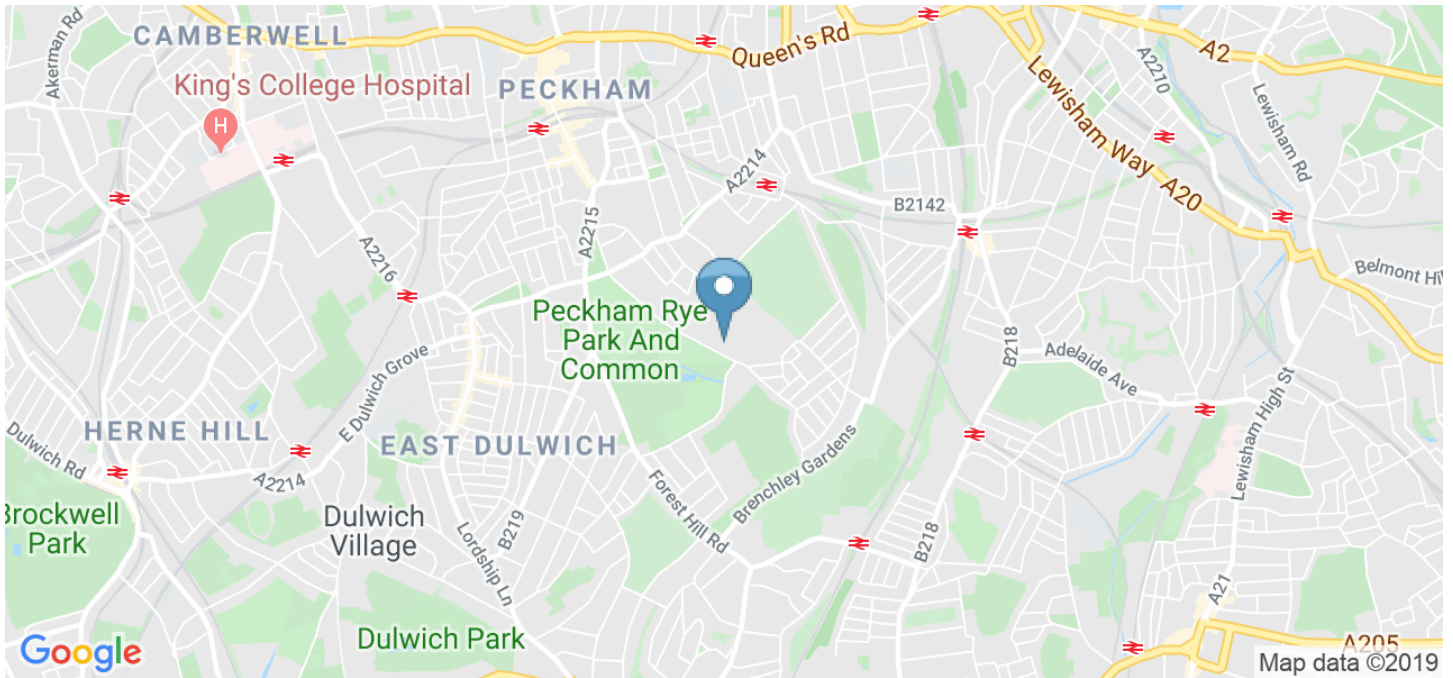 CAMBERWELL
Akerman Rd
King's College Hospital
H
PECKHAM
Queen's Rd
A2
A2210
Lewisham Way A20
Lewisham Rd
A2214
B2142
A2215
A2216
Belmont Hil
Peckham Rye
Park And
Common
B218
Adelaide Ave
E Dulwich Grove
HERNE HILL
EAST DULWICH
Dulwich Rd
A2214
Brenchley Gardens
Lewisham High St
Brockwell
Park
Dulwich
Village
B219
Lordship Ln
Forest Hill Rd
B218
A21
Dulwich Park
A205
Google
Map data ©2019